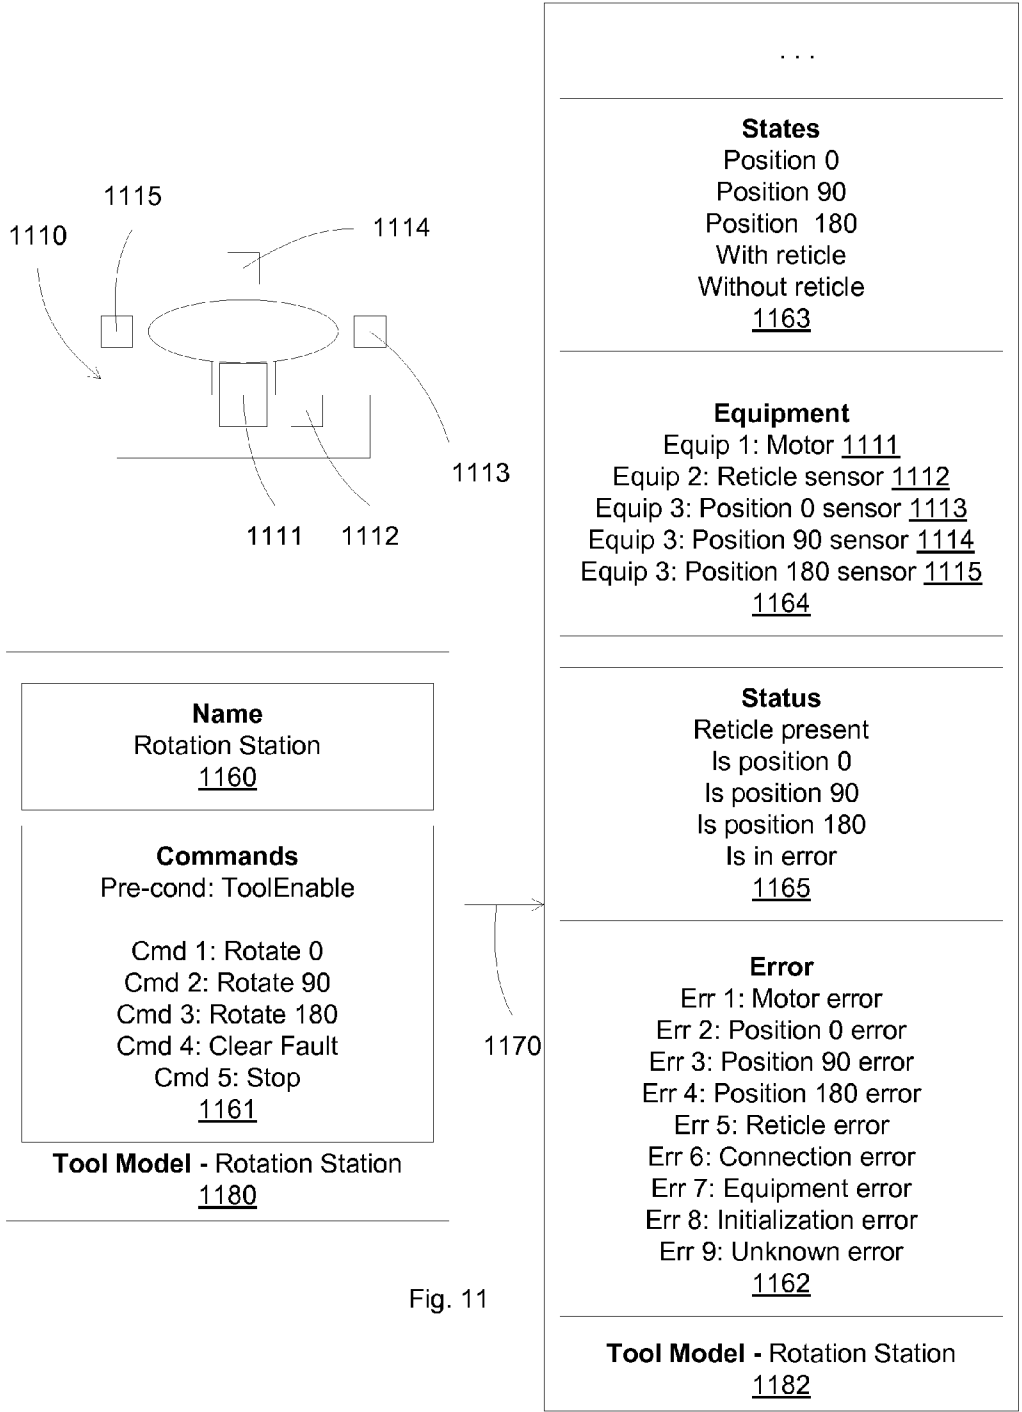 1115
1110
1114
1113
1111
1112
Name
Rotation Station
1160
Commands
Pre-cond: ToolEnable
Cmd 1: Rotate 0
Cmd 2: Rotate 90
Cmd 3: Rotate 180
Cmd 4: Clear Fault
Cmd 5: Stop
1161
Tool Model - Rotation Station
1180
1170
. . .
States
Position 0
Position 90
Position 180
With reticle
Without reticle
1163
Equipment
Equip 1: Motor 1111
Equip 2: Reticle sensor 1112
Equip 3: Position 0 sensor 1113
Equip 3: Position 90 sensor 1114
Equip 3: Position 180 sensor 1115
1164
Status
Reticle present
Is position 0
Is position 90
Is position 180
Is in error
1165
Error
Err 1: Motor error
Err 2: Position 0 error
Err 3: Position 90 error
Err 4: Position 180 error
Err 5: Reticle error
Err 6: Connection error
Err 7: Equipment error
Err 8: Initialization error
Err 9: Unknown error
1162
Tool Model - Rotation Station
1182
Fig. 11